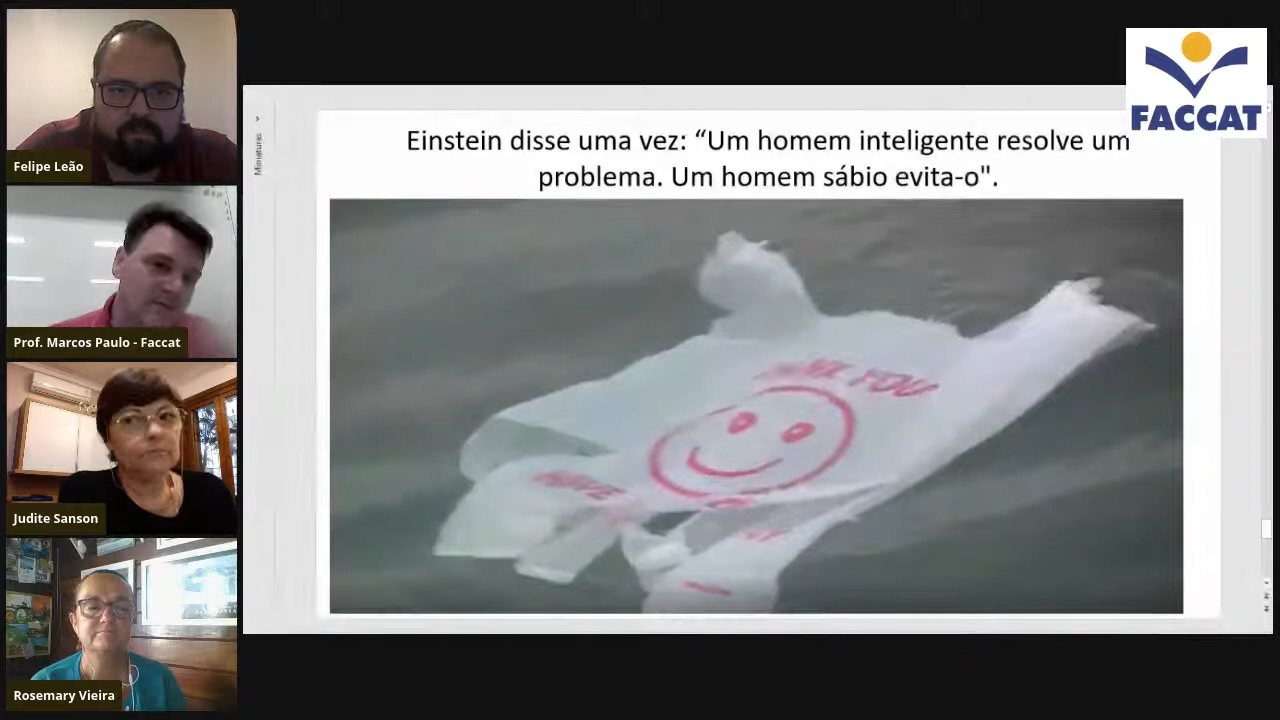 Felipe Leão
Prof. Marcos Paulo - Faccat
Judite Sanson
Rosemary Vieira
FACCAT
Miniaturas
Einstein disse uma vez: “Um homem inteligente resolve um
problema. Um homem sábio evita-o".
YOU